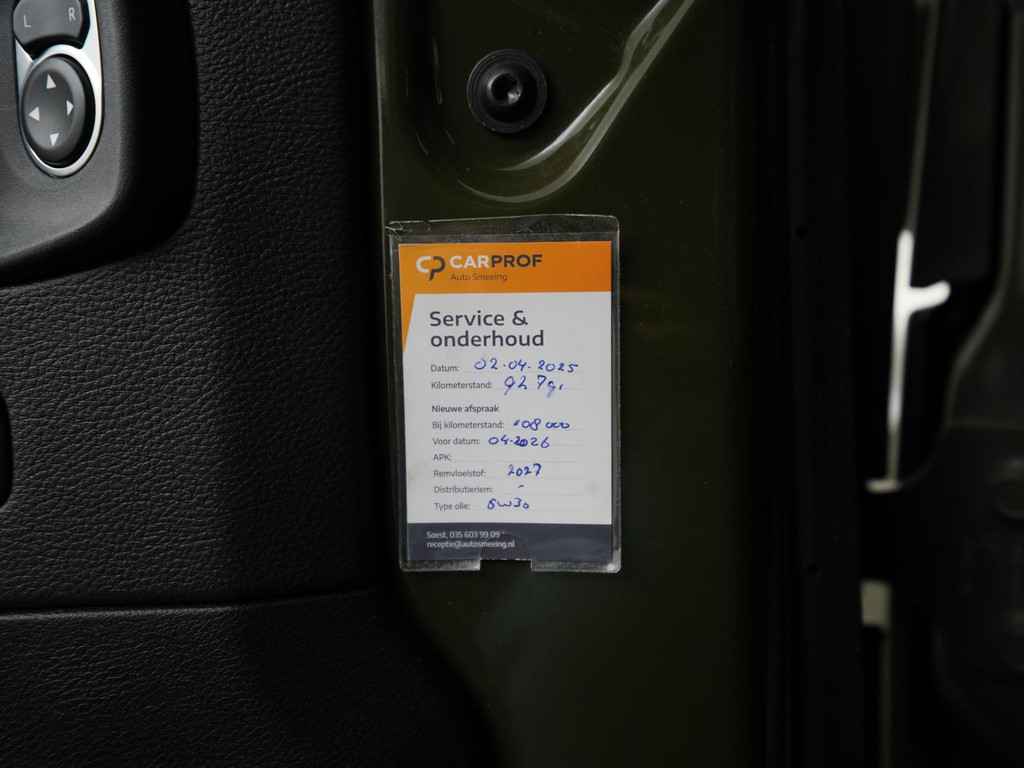 L R
CP CARPROF
Auto Smeeing
Service &
onderhoud
Datum: 02-04-2025
Kilometerstand:
Nieuwe afspraak
Bij kilometerstand: 108 000
Voor datum: 04-2026
APK:
Remvloeistof: 2027
Distributieriem: -
Type olie: 5w30
Soest, 035 603 99 09
receptie@autosmeeing.nl